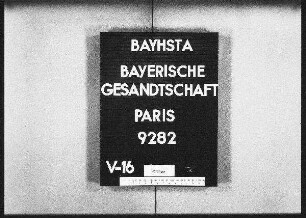 BAYHSTA
BAYERISCHE
GESANDTSCHAFT
PARIS
9282
V-16